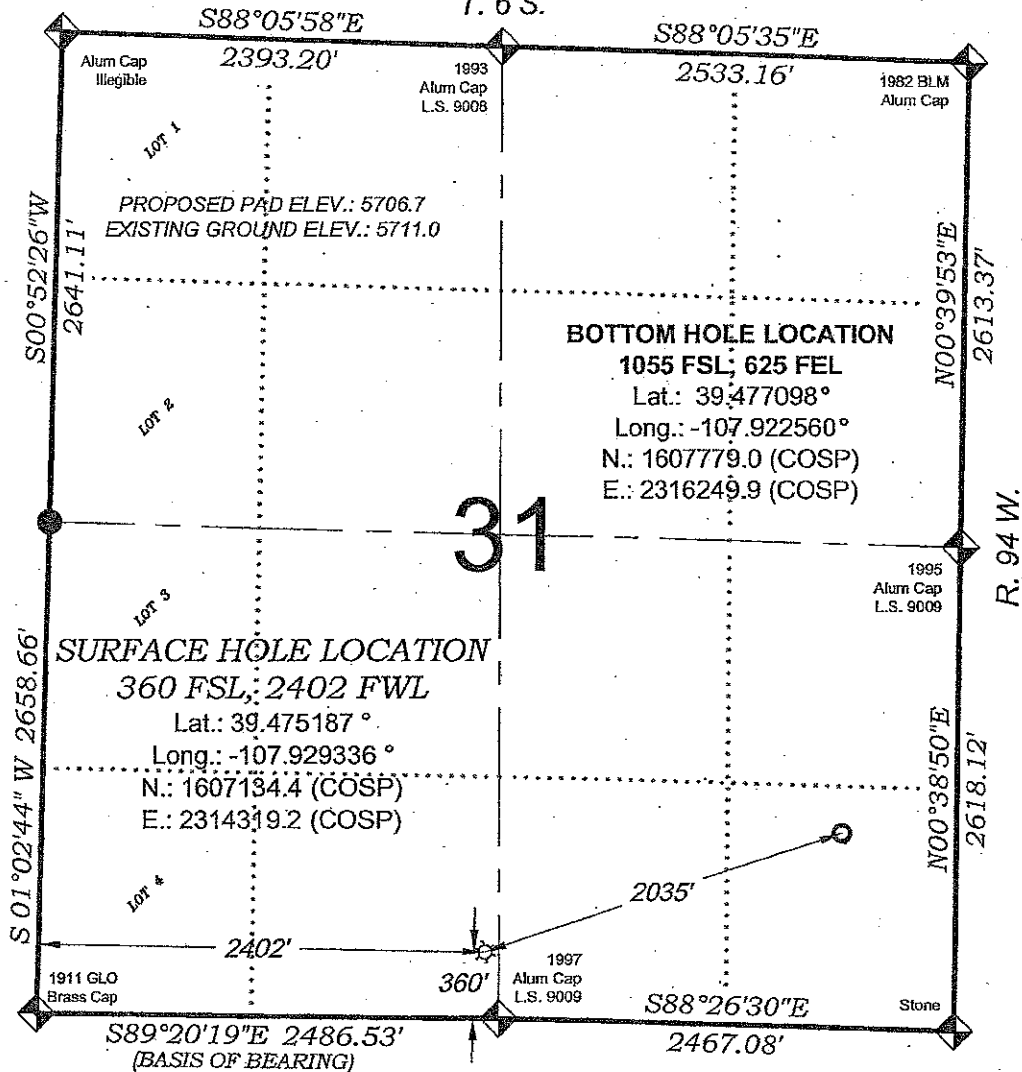 T. 6 S.
S88°05'58"E
2393.20'
S88°05'35"E
2533.16'
Alum Cap
Illegible
1993
Alum Cap
L.S. 9008
1982 BLM
Alum Cap
LOT 1
PROPOSED PAD ELEV.: 5706.7
EXISTING GROUND ELEV.: 5711.0
S00°52'26"W
2641.11'
N00°39'53"E
2613.37'
BOTTOM HOLE LOCATION
1055 FSL, 625 FEL
Lat.: 39.477098°
Long.: -107.922560°
N.: 1607779.0 (COSP)
E.: 2316249.9 (COSP)
LOT 2
31
R. 94 W.
1995
Alum Cap
L.S. 9009
LOT 3
SURFACE HOLE LOCATION
360 FSL, 2402 FWL
Lat.: 39.475187 °
Long.: -107.929336 °
N.: 1607134.4 (COSP)
E.: 2314319.2 (COSP)
S 01°02'44" W 2658.66'
N00°38'50"E
2618.12'
LOT 4
2035'
2402'
360'
1911 GLO
Brass Cap
1997
Alum Cap
L.S. 9009
Stone
S89°20'19"E 2486.53'
(BASIS OF BEARING)
S88°26'30"E
2467.08'